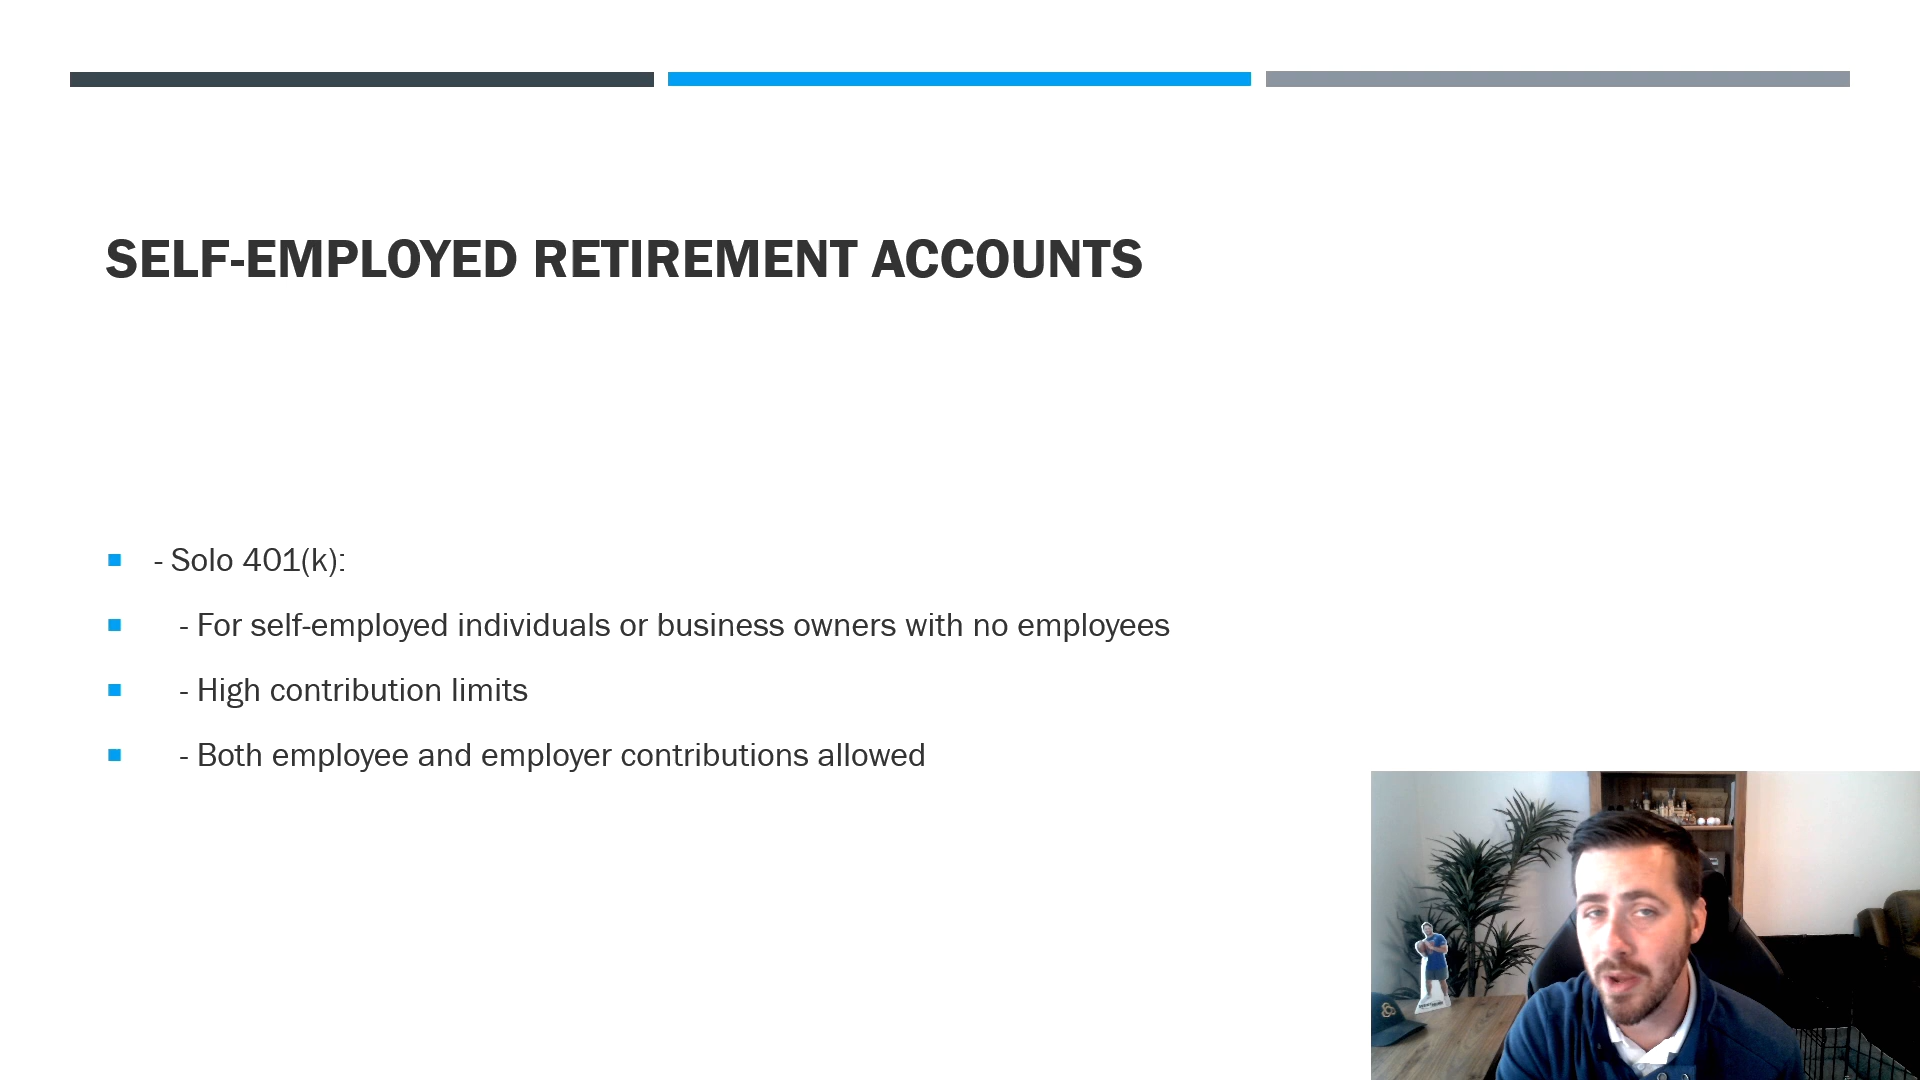 SELF-EMPLOYED RETIREMENT ACCOUNTS
- Solo 401(k):
- For self-employed individuals or business owners with no employees
- High contribution limits
- Both employee and employer contributions allowed